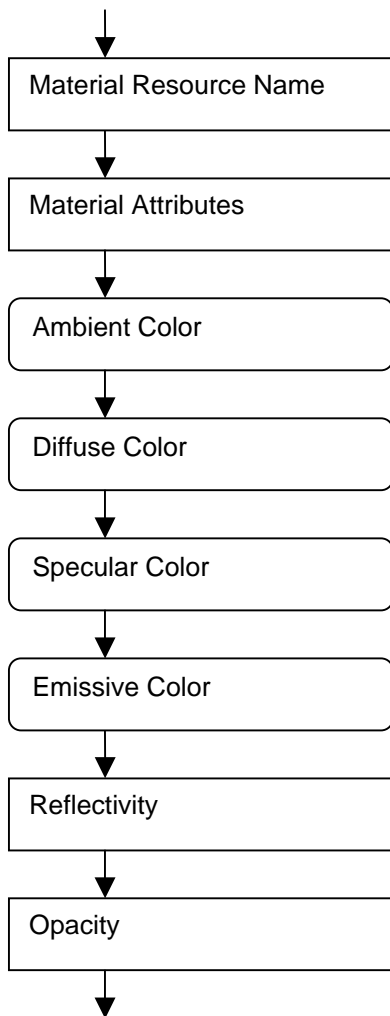 Material Resource Name
Material Attributes
Ambient Color
Diffuse Color
Specular Color
Emissive Color
Reflectivity
Opacity